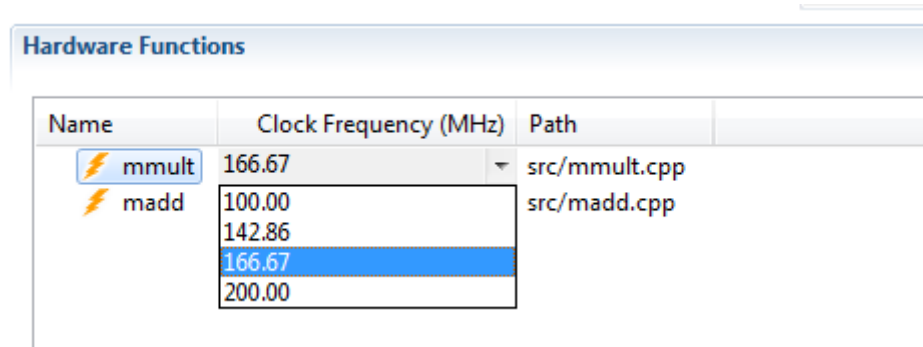 Hardware Functions
Name Clock Frequency (MHz) Path
mmult 166.67 src/mmult.cpp
madd 100.00 src/madd.cpp
142.86
166.67
200.00